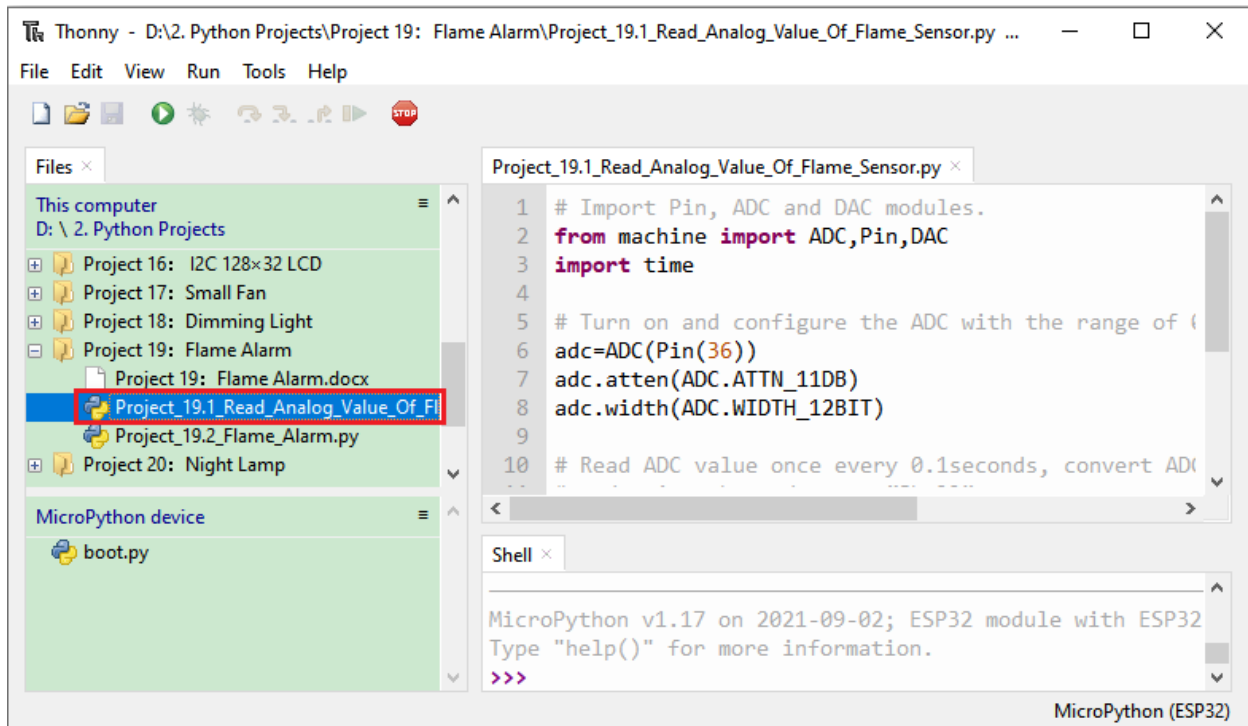 Thonny - D:\2. Python Projects\Project 19：Flame Alarm\Project_19.1_Read_Analog_Value_Of_Flame_Sensor.py ...
File Edit View Run Tools Help
STOP
Files
This computer
D: \ 2. Python Projects
Project 16： I2C 128×32 LCD
Project 17：Small Fan
Project 18：Dimming Light
Project 19：Flame Alarm
Project 19：Flame Alarm.docx
Project_19.1_Read_Analog_Value_Of_Fl
Project_19.2_Flame_Alarm.py
Project 20：Night Lamp
MicroPython device
boot.py
Project_19.1_Read_Analog_Value_Of_Flame_Sensor.py
1 # Import Pin, ADC and DAC modules.
2 from machine import ADC,Pin,DAC
3 import time
4
5 # Turn on and configure the ADC with the range of
6 adc=ADC(Pin(36))
7 adc.atten(ADC.ATTN_11DB)
8 adc.width(ADC.WIDTH_12BIT)
9
10 # Read ADC value once every 0.1seconds, convert ADC
Shell
MicroPython v1.17 on 2021-09-02; ESP32 module with ESP32
Type "help()" for more information.
>>>
MicroPython (ESP32)